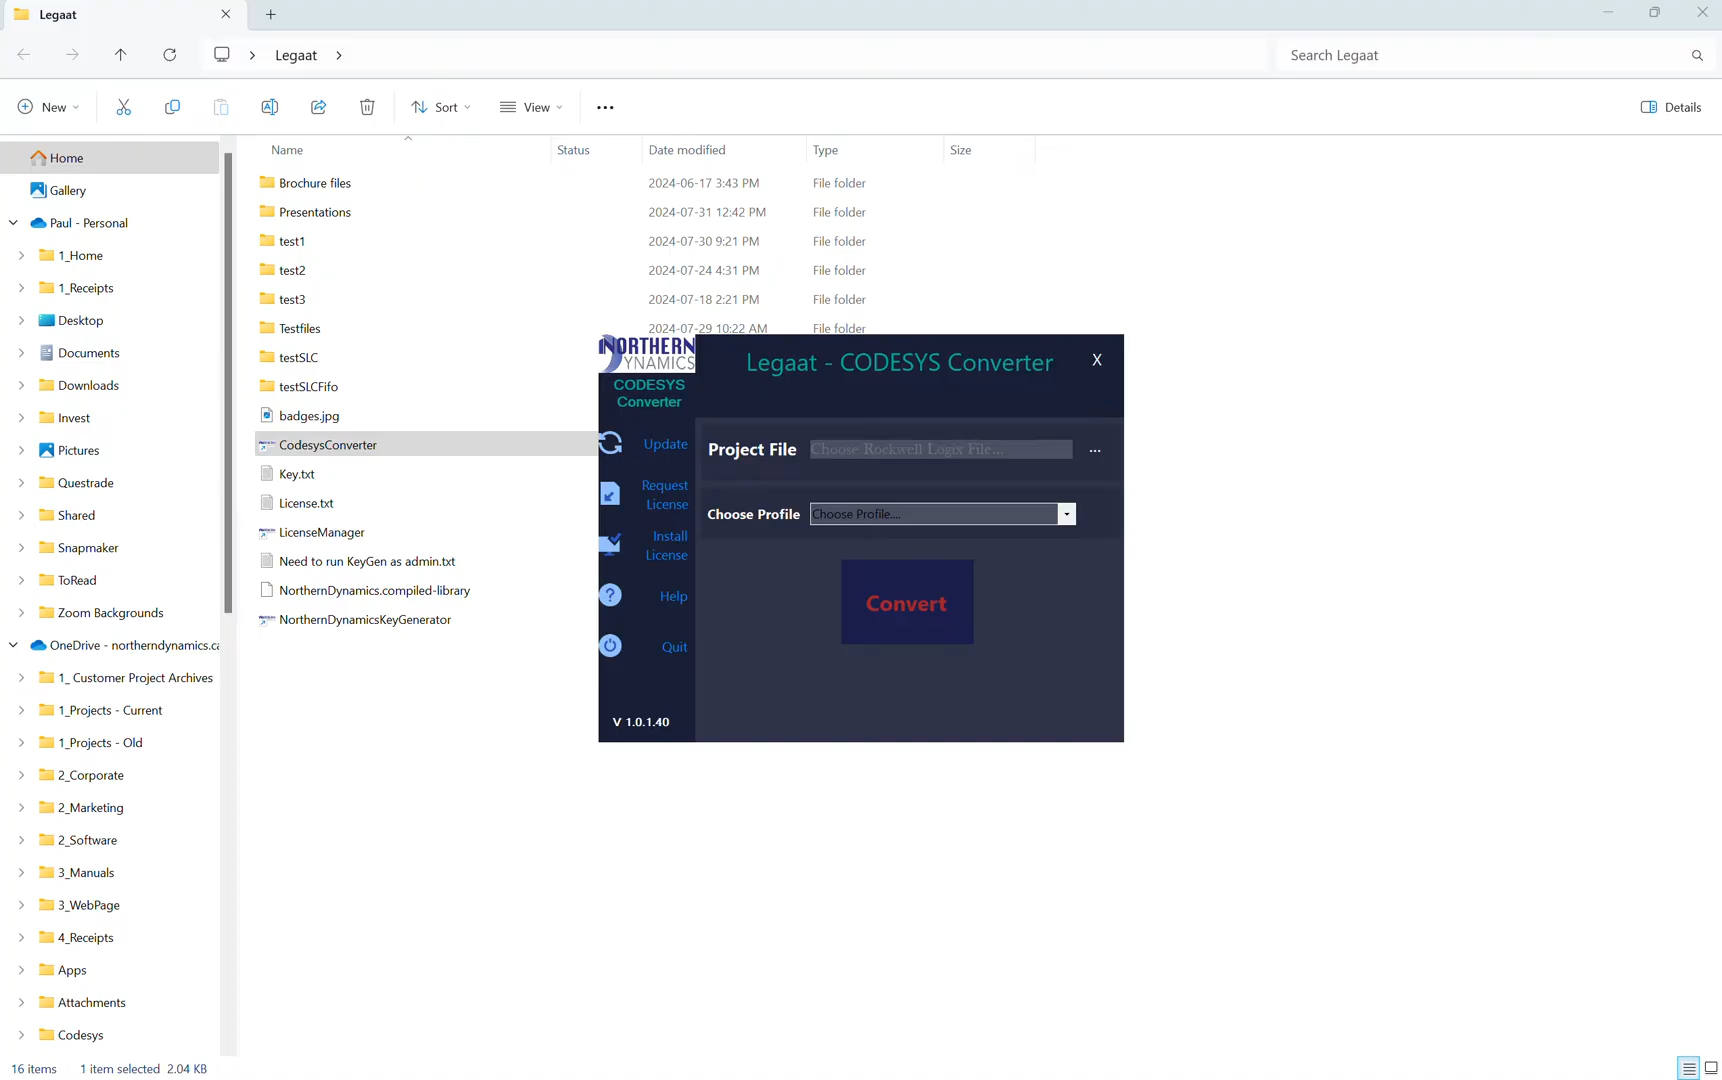 Legaat
Legaat
Search Legaat
New
Sort
View
Details
Name
Status
Date modified
Type
Size
Home
Gallery
Paul - Personal
1_Home
1_Receipts
Desktop
Documents
Downloads
Invest
Pictures
Questrade
Shared
Snapmaker
ToRead
Zoom Backgrounds
OneDrive - northerndynamics.ca
1_ Customer Project Archives
1_Projects - Current
1_Projects - Old
2_Corporate
2_Marketing
2_Software
3_Manuals
3_WebPage
4_Receipts
Apps
Attachments
Codesys
Brochure files 2024-06-17 3:43 PM File folder
Presentations 2024-07-31 12:42 PM File folder
test1 2024-07-30 9:21 PM File folder
test2 2024-07-24 4:31 PM File folder
test3 2024-07-18 2:21 PM File folder
Testfiles 2024-07-29 10:22 AM File folder
testSLC
testSLCFifo
badges.jpg
CodesysConverter
Key.txt
License.txt
LicenseManager
Need to run KeyGen as admin.txt
NorthernDynamics.compiled-library
NorthernDynamicsKeyGenerator
NORTHERN
DYNAMICS
CODESYS
Converter
Legaat - CODESYS Converter
X
Update
Request
License
Install
License
Help
Quit
V 1.0.1.40
Project File Choose Rockwell Logix File... ...
Choose Profile Choose Profile....
Convert
16 items 1 item selected 2.04 KB